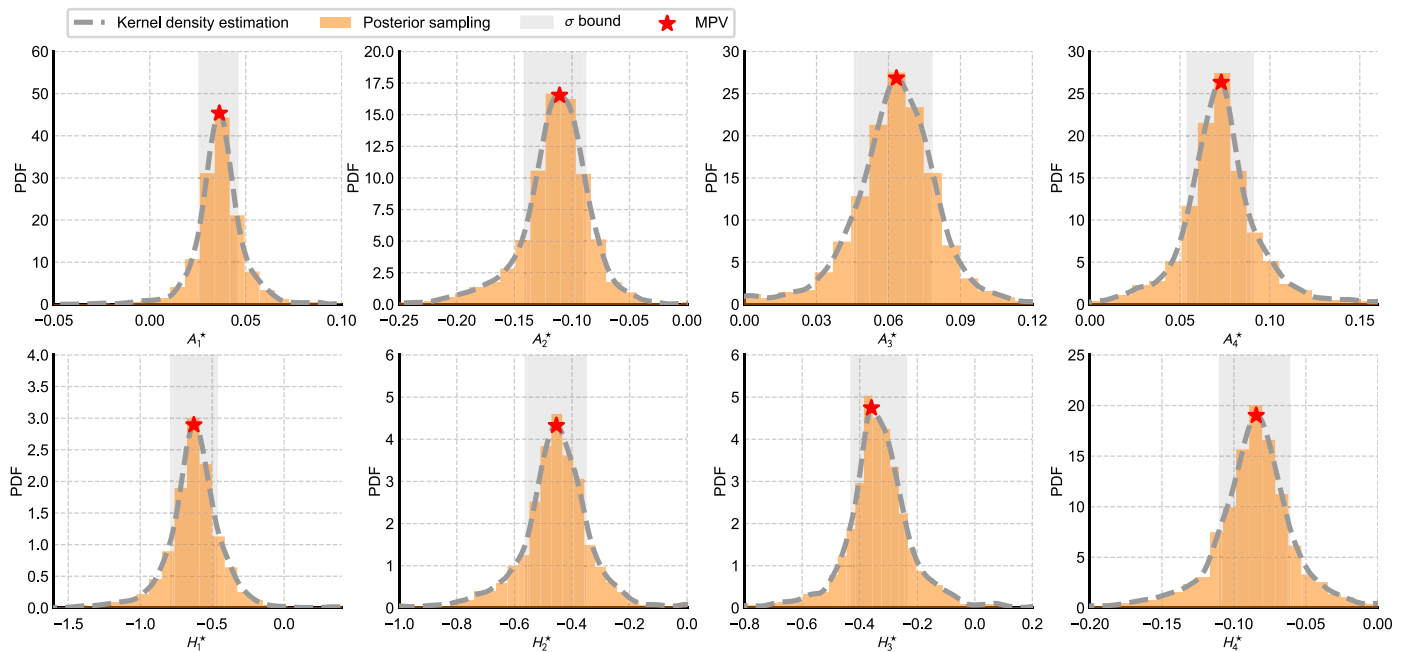 Kernel density estimation Posterior sampling σ bound MPV
60 50 40 30 20 10 0
PDF
−0.05 0.00 0.05 0.10
A₁*
20.0 17.5 15.0 12.5 10.0 7.5 5.0 2.5 0.0
PDF
−0.25 −0.20 −0.15 −0.10 −0.05 0.00
A₂*
30 25 20 15 10 5 0
PDF
0.00 0.03 0.06 0.09 0.12
A₃*
30 25 20 15 10 5 0
PDF
0.00 0.05 0.10 0.15
A₄*
4.0 3.5 3.0 2.5 2.0 1.5 1.0 0.5 0.0
PDF
−1.5 −1.0 −0.5 0.0
H₁*
6 5 4 3 2 1 0
PDF
−1.0 −0.8 −0.6 −0.4 −0.2 0.0
H₂*
6 5 4 3 2 1 0
PDF
−0.8 −0.6 −0.4 −0.2 0.0 0.2
H₃*
25 20 15 10 5 0
PDF
−0.20 −0.15 −0.10 −0.05 0.00
H₄*